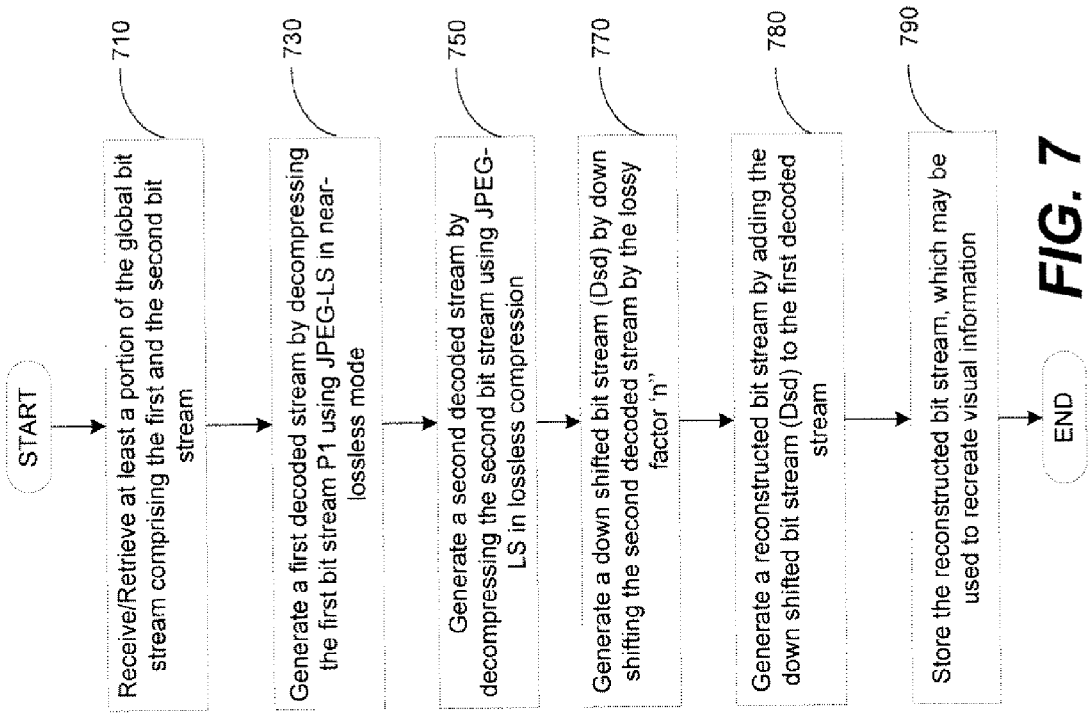 START
Receive/Retrieve at least a portion of the global bit
stream comprising the first and the second bit
stream
710
Generate a first decoded stream by decompressing
the first bit stream P1 using JPEG-LS in near-
lossless mode
730
Generate a second decoded stream by
decompressing the second bit stream using JPEG-
LS in lossless compression
750
Generate a down shifted bit stream (Dsd) by down
shifting the second decoded stream by the lossy
factor ‘n”
770
Generate a reconstructed bit stream by adding the
down shifted bit stream (Dsd) to the first decoded
stream
780
Store the reconstructed bit stream, which may be
used to recreate visual information
790
END
FIG. 7